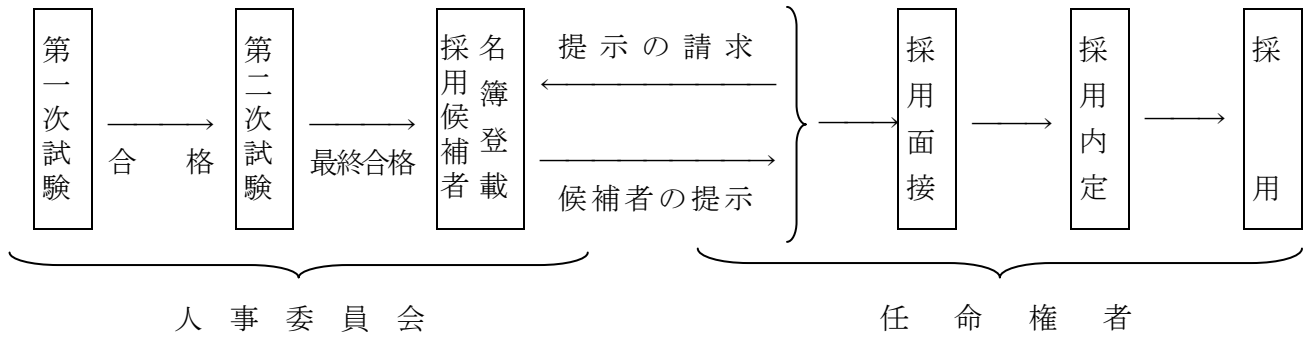 第一次試験
合格
第二次試験
最終合格
採用候補者
名簿登載
提示の請求
候補者の提示
採用面接
採用内定
採用
人事委員会
任命権者